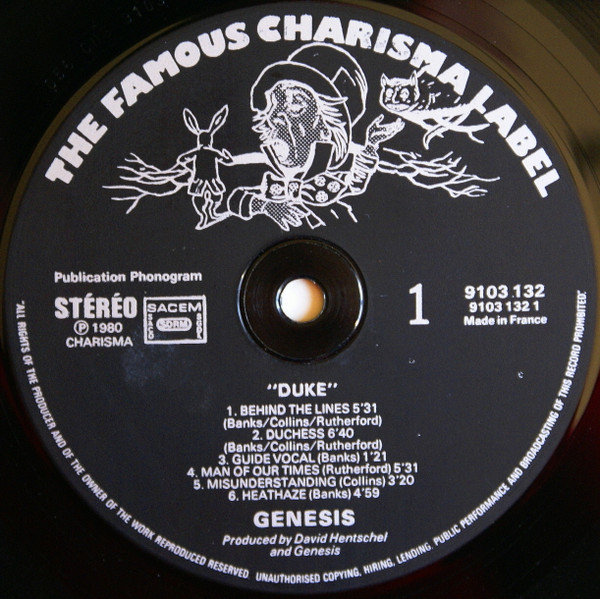 THE FAMOUS CHARISMA LABEL
Publication Phonogram
STÉRÉO
Ⓟ 1980
CHARISMA
SACEM
SDRM
1
9103 132
9103 132 1
Made in France
"DUKE"
1. BEHIND THE LINES 5'31
(Banks/Collins/Rutherford)
2. DUCHESS 6'40
(Banks/Collins/Rutherford)
3. GUIDE VOCAL (Banks) 1'21
4. MAN OF OUR TIMES (Rutherford) 5'31
5. MISUNDERSTANDING (Collins) 3'20
6. HEATHAZE (Banks) 4'59
GENESIS
Produced by David Hentschel
and Genesis
"ALL RIGHTS OF THE PRODUCER AND OF THE OWNER OF THE WORK REPRODUCED RESERVED UNAUTHORISED COPYING, HIRING, LENDING, PUBLIC PERFORMANCE AND BROADCASTING OF THIS RECORD PROHIBITED."